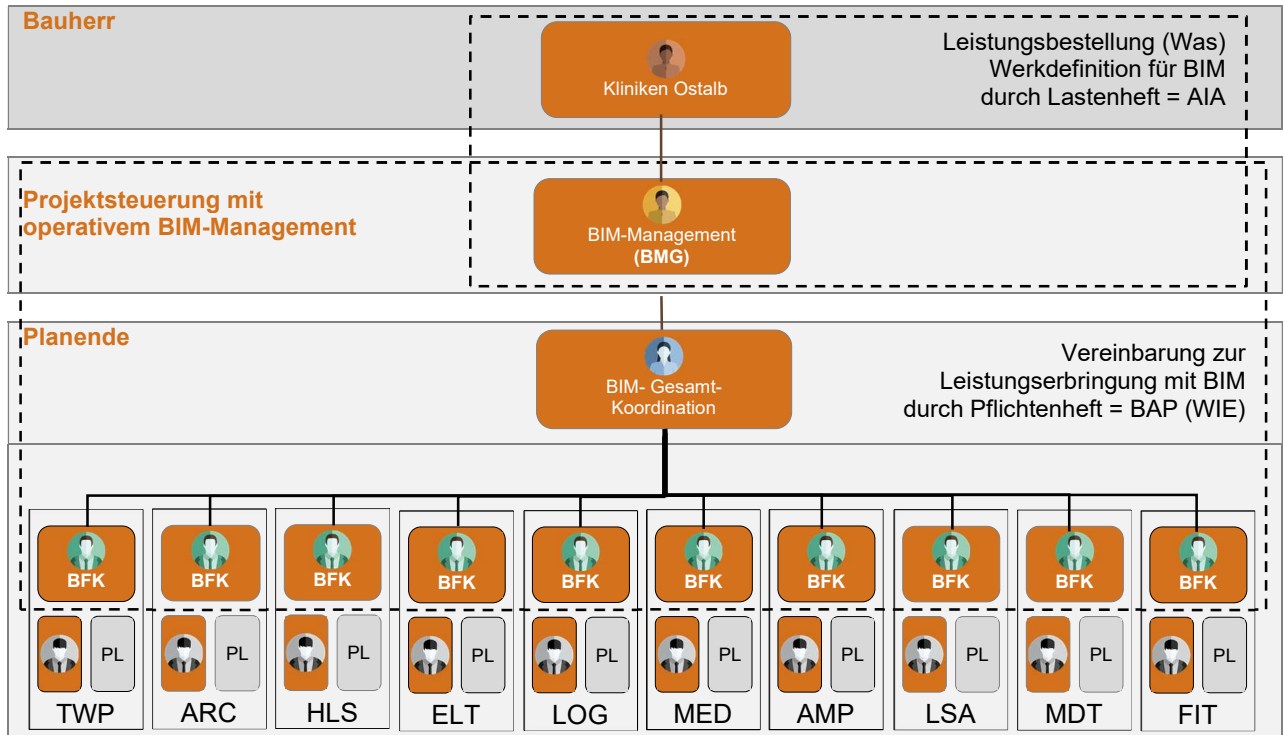 Bauherr
Kliniken Ostalb
Leistungsbestellung (Was)
Werkdefinition für BIM
durch Lastenheft = AIA
Projektsteuerung mit
operativem BIM-Management
BIM-Management
(BMG)
Planende
BIM- Gesamt-
Koordination
Vereinbarung zur
Leistungserbringung mit BIM
durch Pflichtenheft = BAP (WIE)
BFK BFK BFK BFK BFK BFK BFK BFK BFK BFK
PL PL PL PL PL PL PL PL PL PL
TWP ARC HLS ELT LOG MED AMP LSA MDT FIT